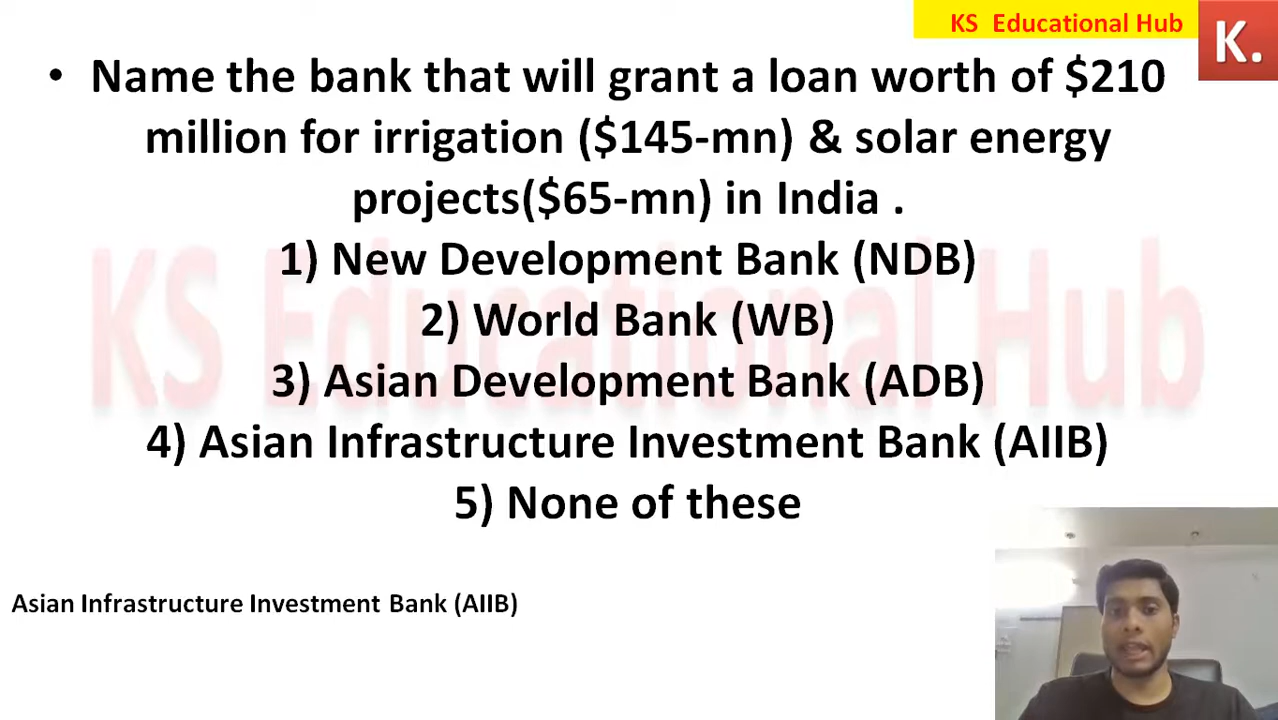 KS Educational Hub
K.
• Name the bank that will grant a loan worth of $210
million for irrigation ($145-mn) & solar energy
projects($65-mn) in India .
1) New Development Bank (NDB)
2) World Bank (WB)
3) Asian Development Bank (ADB)
4) Asian Infrastructure Investment Bank (AIIB)
5) None of these
KS Educational Hub
Asian Infrastructure Investment Bank (AIIB)